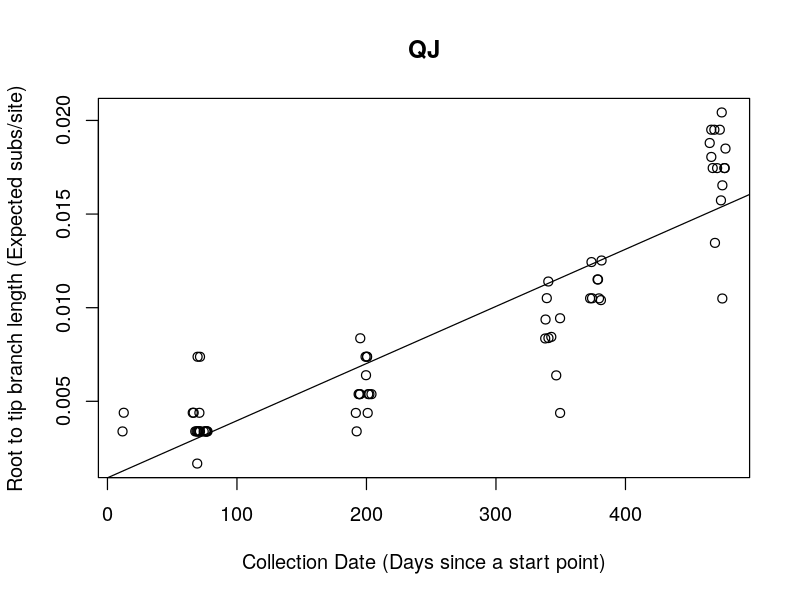 QJ
Root to tip branch length (Expected subs/site)
0.020
0.015
0.010
0.005
0 100 200 300 400
Collection Date (Days since a start point)